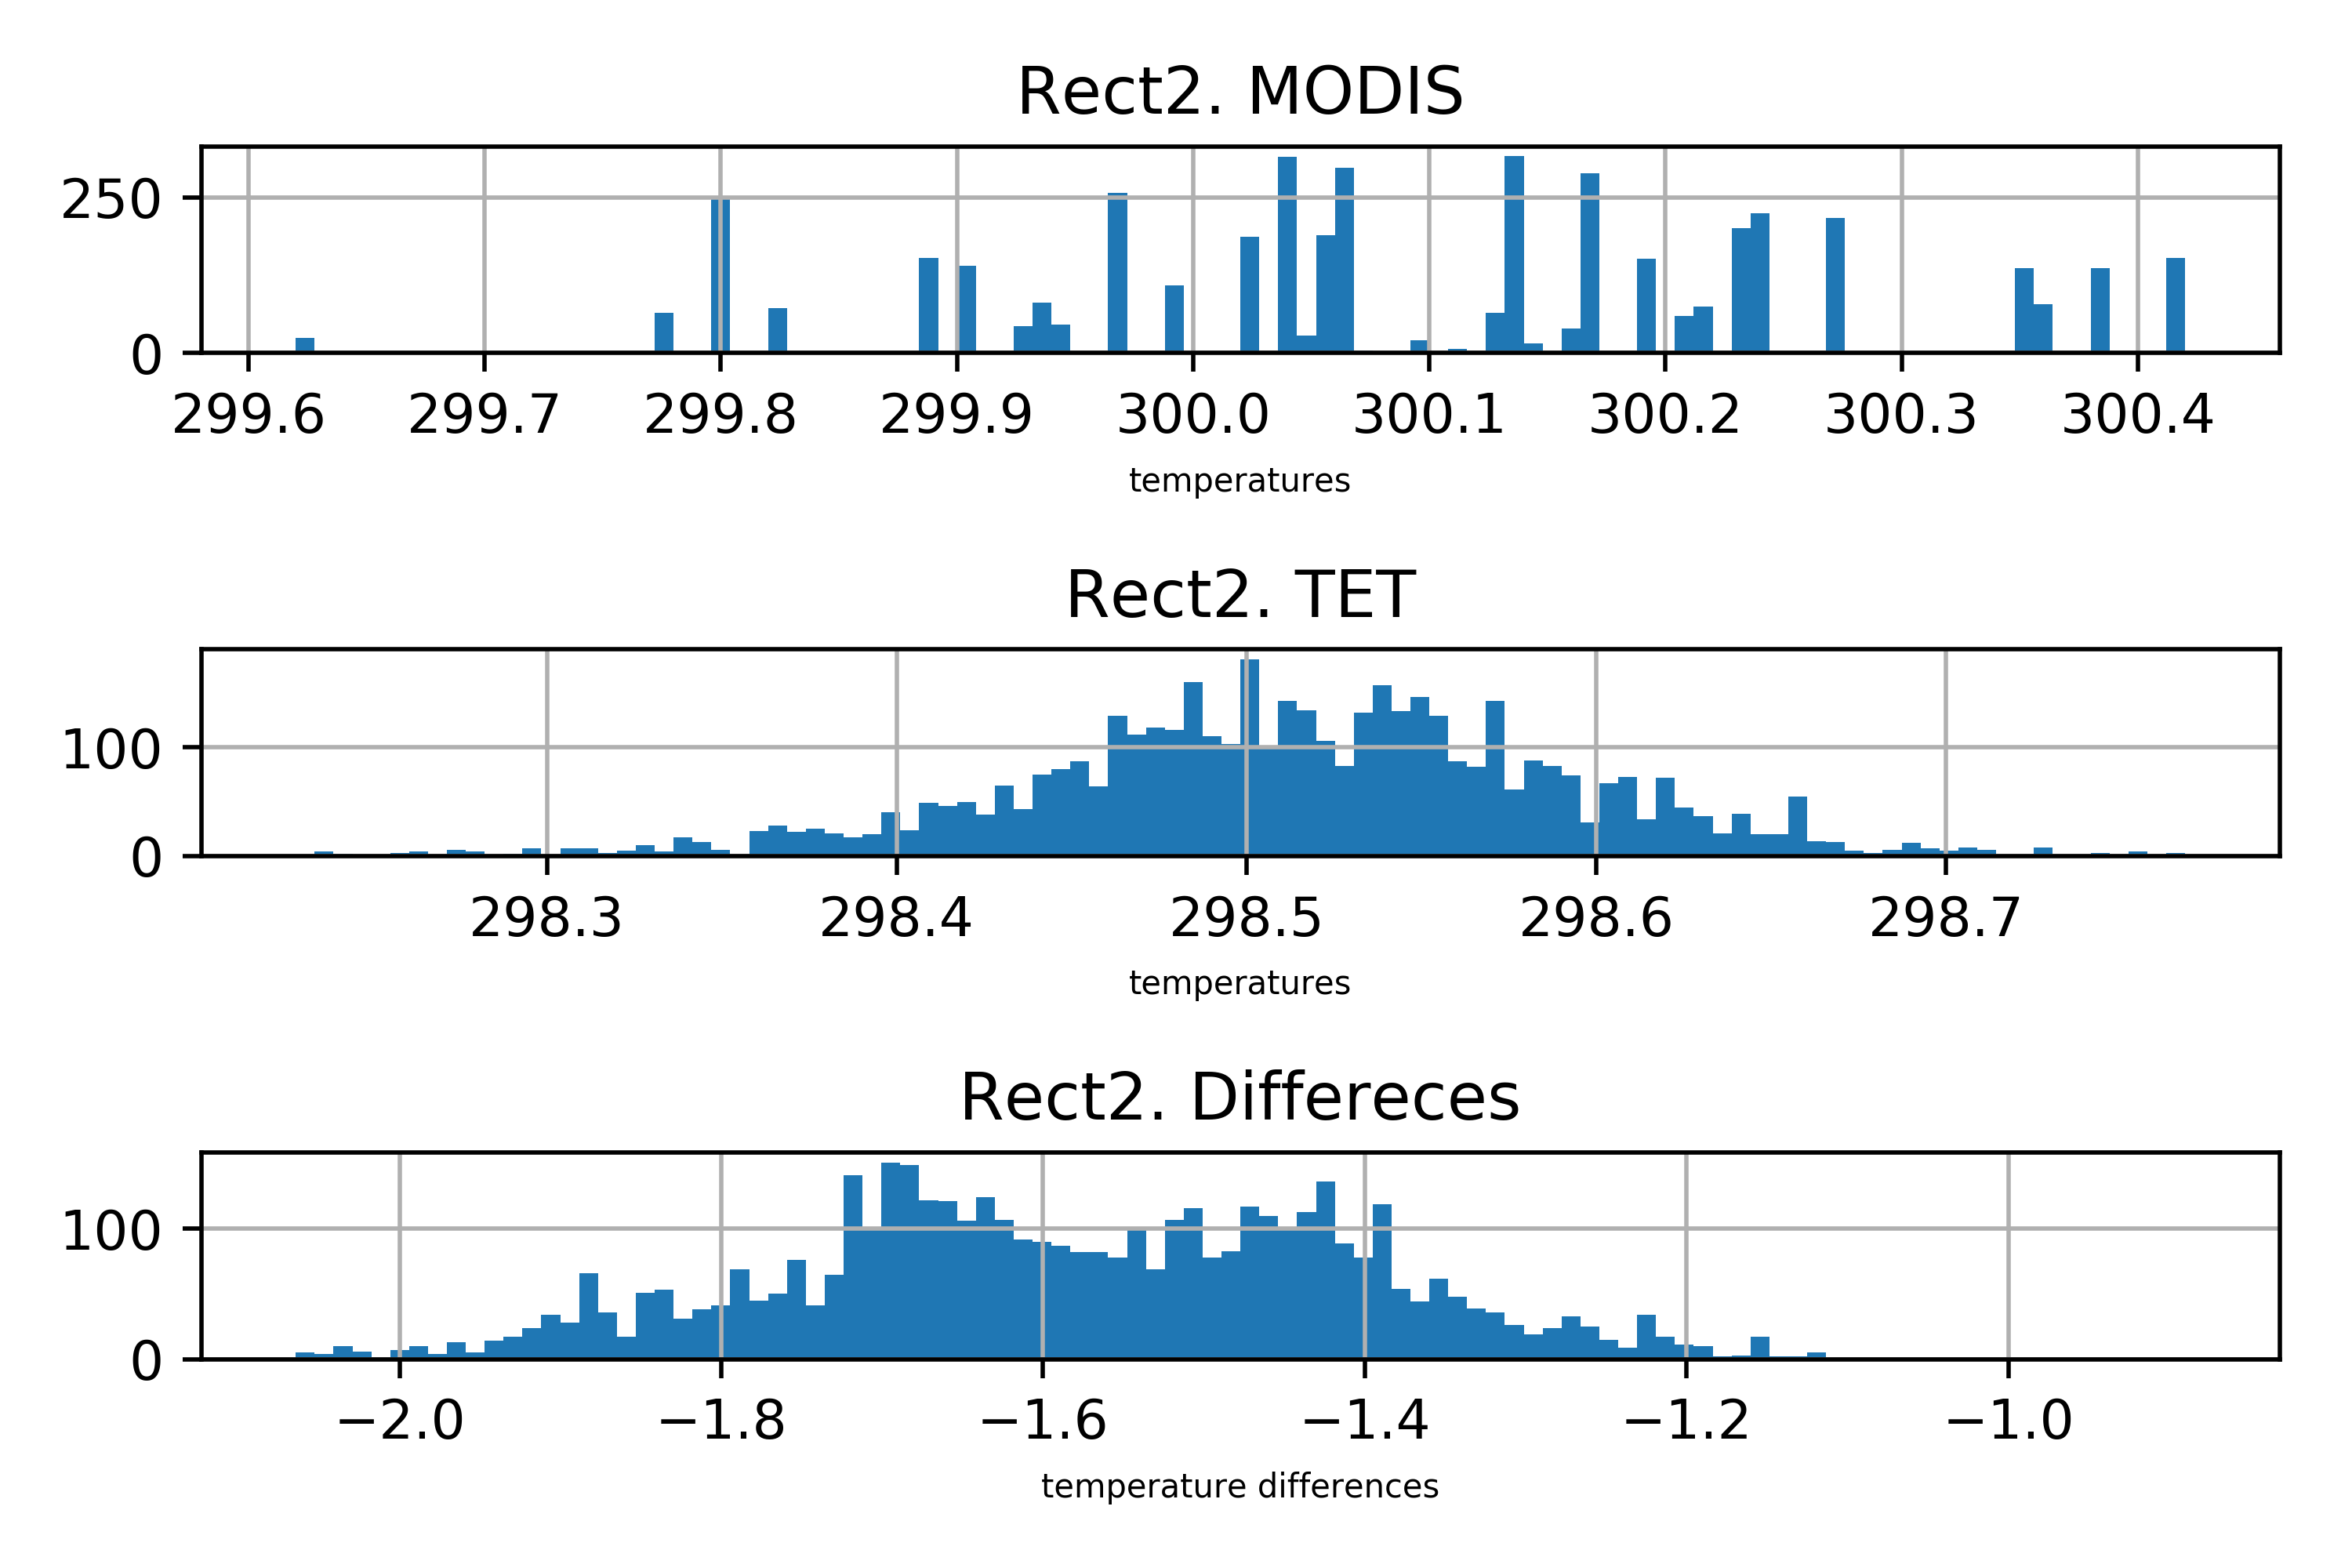 Rect2. MODIS
250
0
299.6 299.7 299.8 299.9 300.0 300.1 300.2 300.3 300.4
temperatures
Rect2. TET
100
0
298.3 298.4 298.5 298.6 298.7
temperatures
Rect2. Differeces
100
0
−2.0 −1.8 −1.6 −1.4 −1.2 −1.0
temperature differences